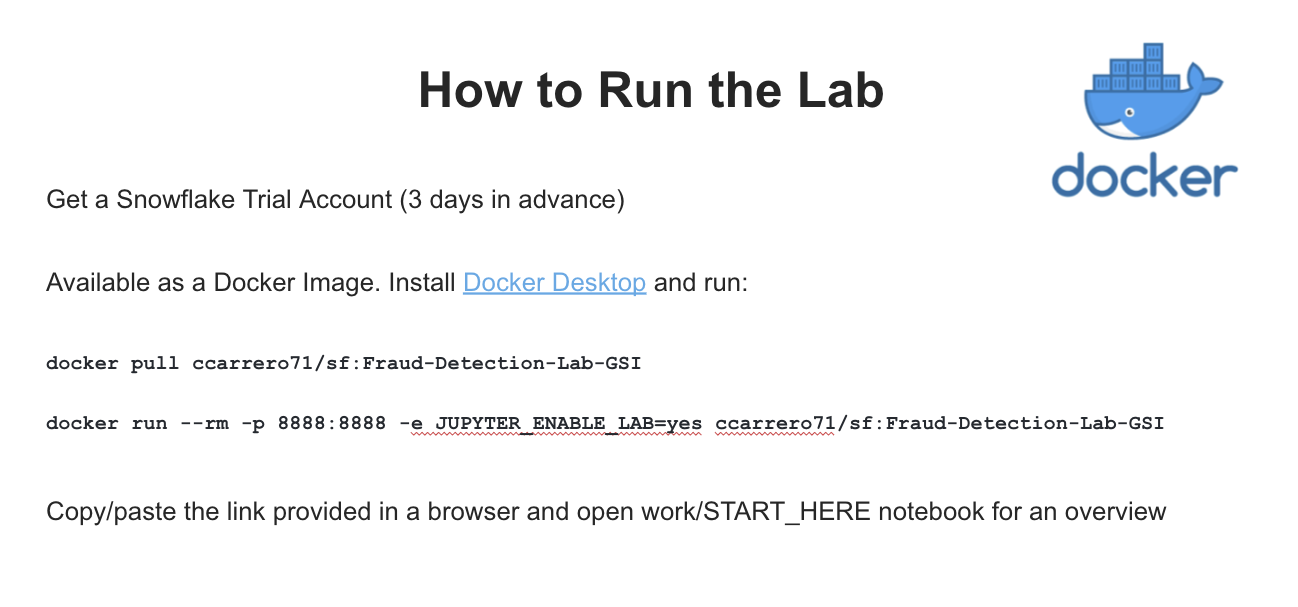 How to Run the Lab
docker
Get a Snowflake Trial Account (3 days in advance)
Available as a Docker Image. Install Docker Desktop and run:
docker pull ccarrero71/sf:Fraud-Detection-Lab-GSI
docker run --rm -p 8888:8888 -e JUPYTER_ENABLE_LAB=yes ccarrero71/sf:Fraud-Detection-Lab-GSI
Copy/paste the link provided in a browser and open work/START_HERE notebook for an overview